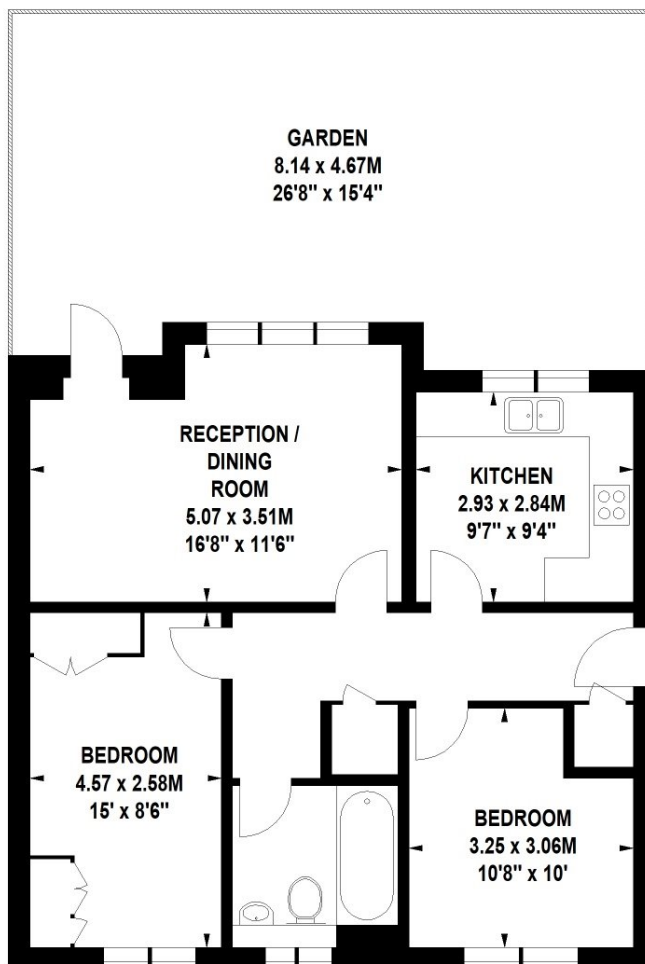 GARDEN
8.14 x 4.67M
26'8" x 15'4"
RECEPTION /
DINING
ROOM
5.07 x 3.51M
16'8" x 11'6"
KITCHEN
2.93 x 2.84M
9'7" x 9'4"
BEDROOM
4.57 x 2.58M
15' x 8'6"
BEDROOM
3.25 x 3.06M
10'8" x 10'